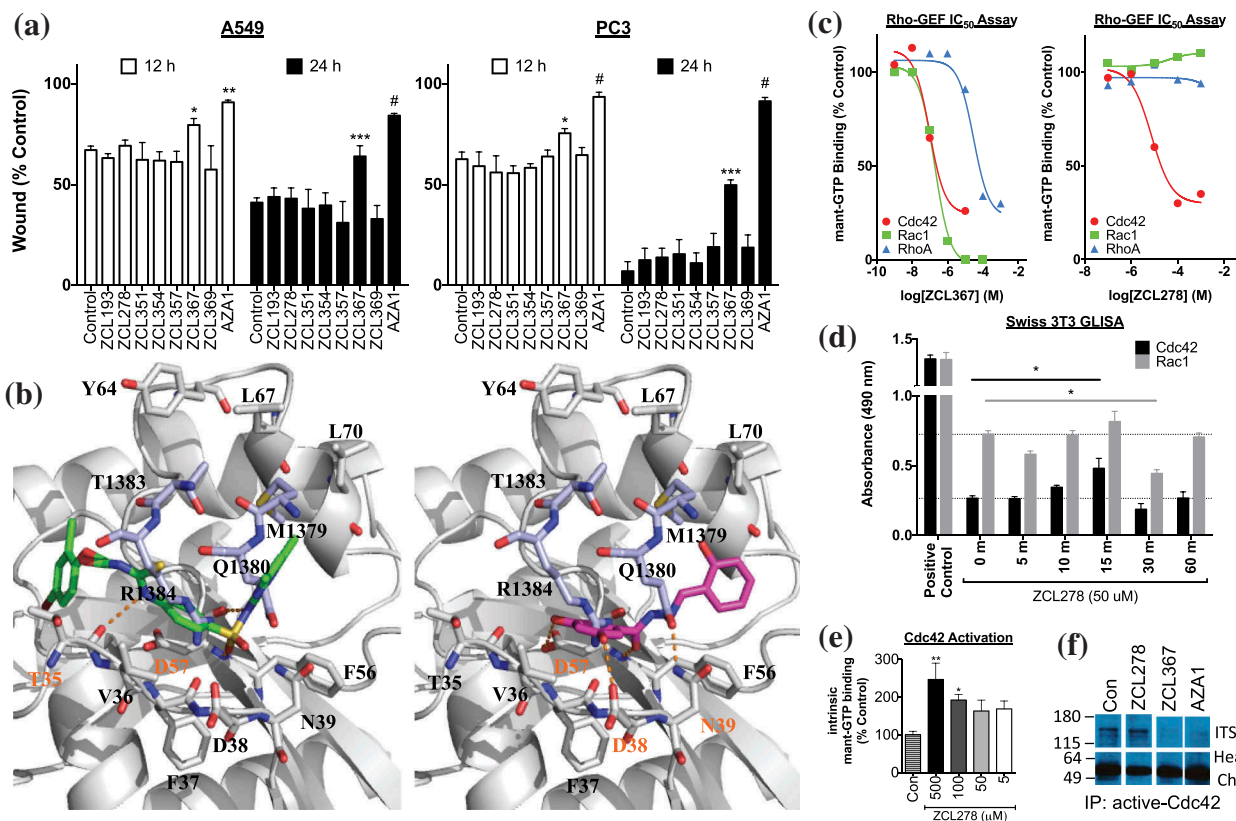 (a)
A549
12 h
24 h
* ** *** #
Wound (% Control)
100
50
0
Control ZCL193 ZCL278 ZCL351 ZCL354 ZCL357 ZCL367 ZCL369 AZA1 Control ZCL193 ZCL278 ZCL351 ZCL354 ZCL357 ZCL367 ZCL369 AZA1
PC3
12 h
24 h
* # *** #
100
50
0
Control ZCL193 ZCL278 ZCL351 ZCL354 ZCL357 ZCL367 ZCL369 AZA1 Control ZCL193 ZCL278 ZCL351 ZCL354 ZCL357 ZCL367 ZCL369 AZA1
(b)
Y64
L67
L70
T1383
M1379
Q1380
R1384
T35
D57
V36
F56
N39
D38
F37
Y64
L67
L70
T1383
M1379
Q1380
R1384
D57
T35
V36
F56
N39
D38
F37
(c)
Rho-GEF IC50 Assay
mant-GTP Binding (% Control)
100
50
0
Cdc42
Rac1
RhoA
-10 -8 -6 -4 -2
log[ZCL367] (M)
Rho-GEF IC50 Assay
mant-GTP Binding (% Control)
100
50
0
Cdc42
Rac1
RhoA
-8 -6 -4 -2
log[ZCL278] (M)
(d)
Swiss 3T3 GLISA
Cdc42
Rac1
*
*
Absorbance (490 nm)
1.5
1.0
0.5
0.0
Positive Control
0 m 5 m 10 m 15 m 30 m 60 m
ZCL278 (50 uM)
(e)
Cdc42 Activation
intrinsic mant-GTP binding (% Control)
400
300
200
100
0
** *
Con 500 100 50 5
ZCL278 (μM)
(f)
Con ZCL278 ZCL367 AZA1
180
115
64
49
ITS
Hea
Ch
IP: active-Cdc42